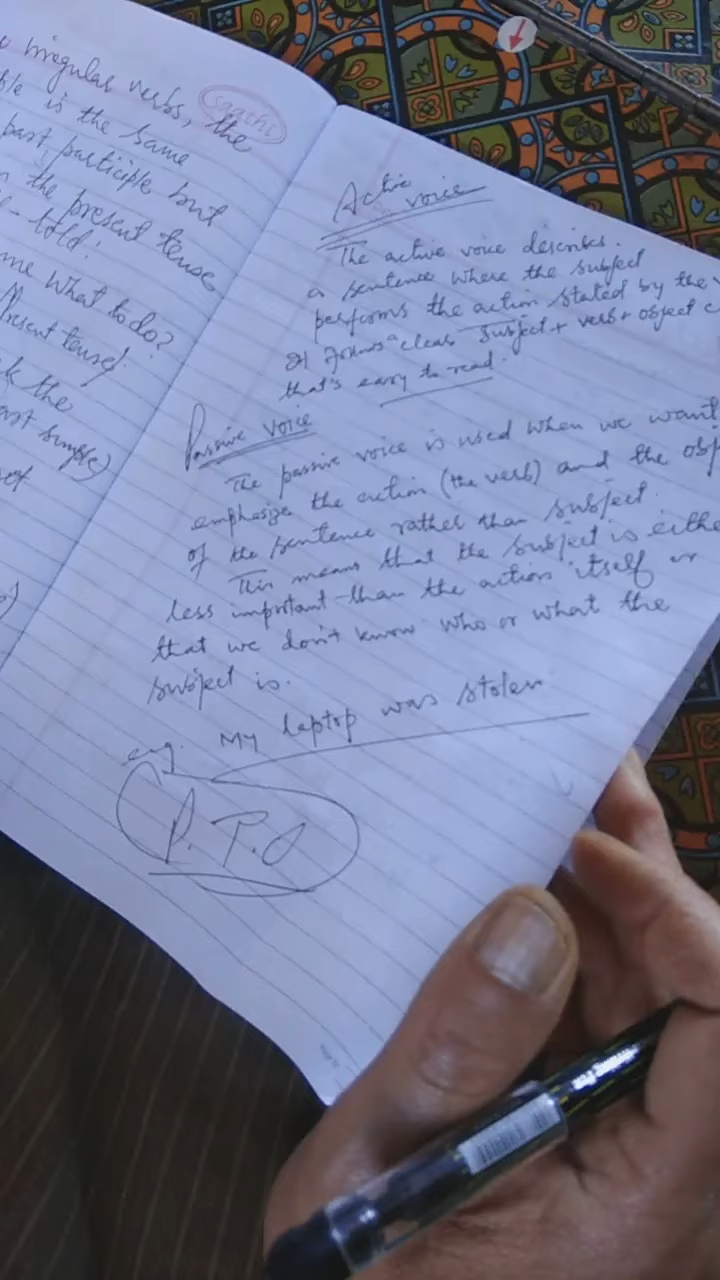 irregular verbs, the
is the same
past participle but
the present tense
told!
me what to do?
Present tense)
the
past simple)
of
Saathi
Active
voice
The active voice describes.
a sentence where the subject
performs the action stated by the
It forms a clear subject + verb + object
that's easy to read.
Passive voice
The passive voice is used when we want
emphasize the action (the verb) and the obj
of the sentence rather than subject.
This means that the subject is eithe
less important than the action itself or
that we don't know who or what the
subject is.
e.g. My laptop was stolen
P.T.O